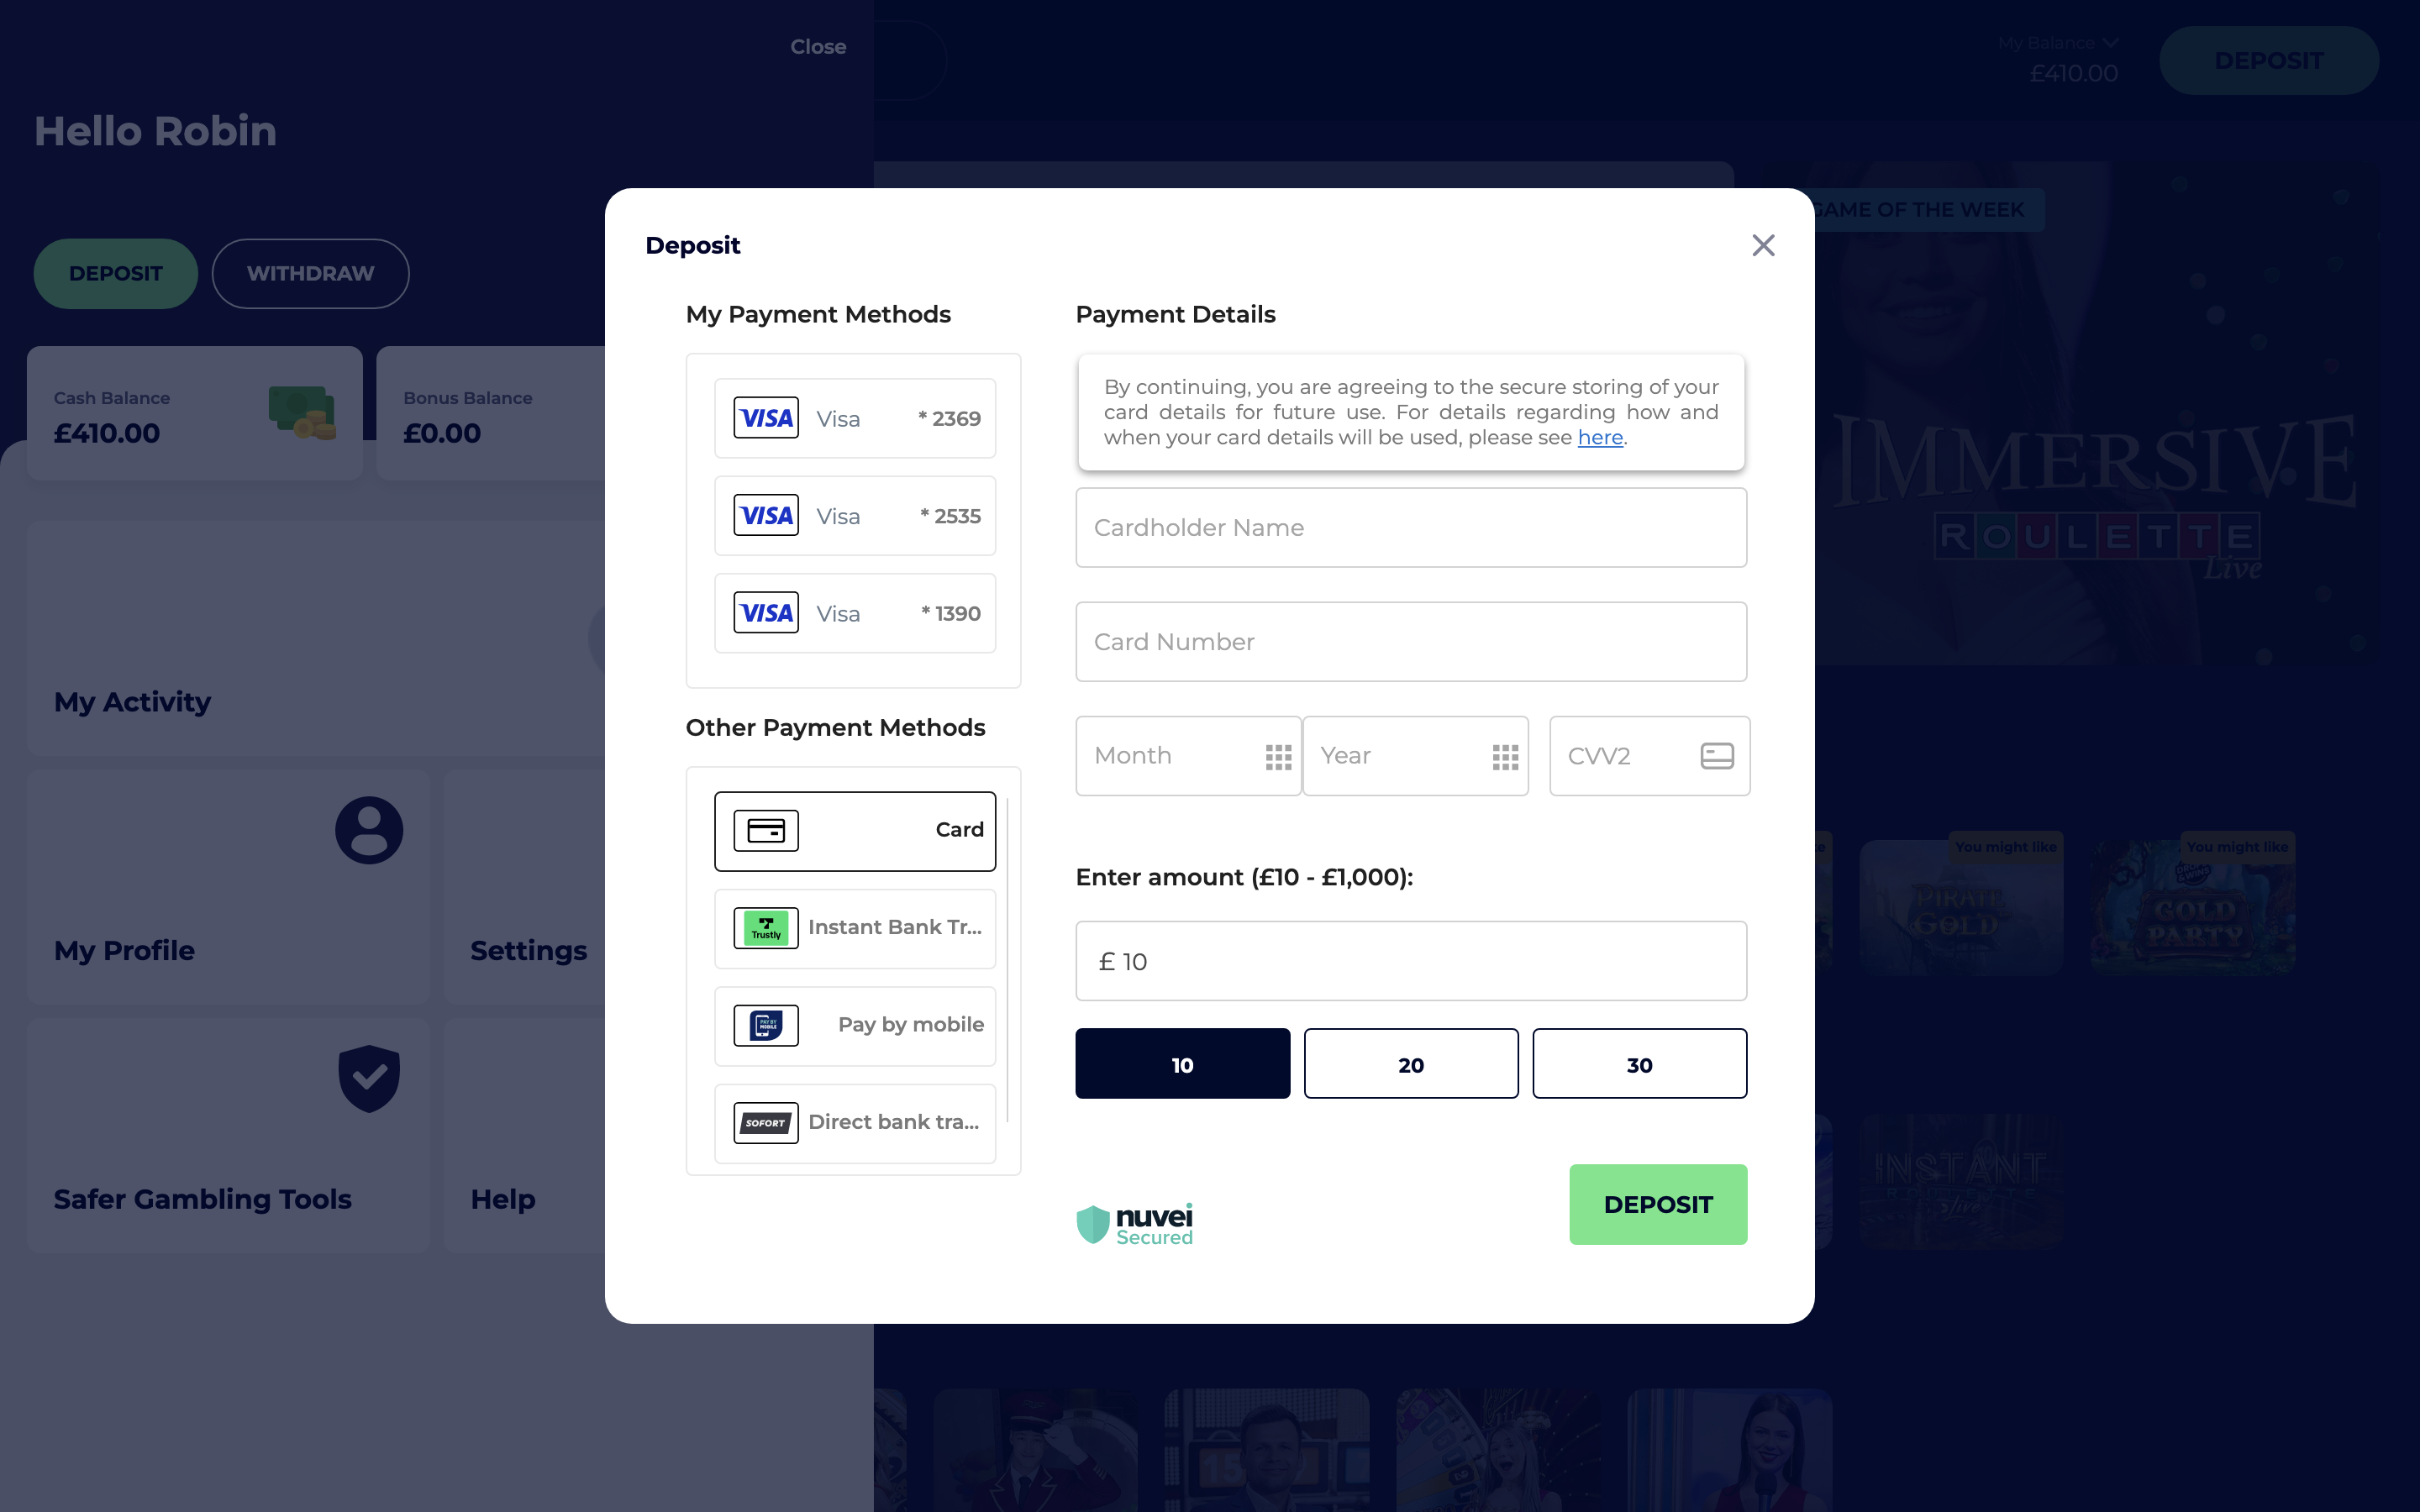 Close
My Balance
£410.00
DEPOSIT
Hello Robin
DEPOSIT
WITHDRAW
Cash Balance
£410.00
Bonus Balance
£0.00
My Activity
My Profile
Settings
Safer Gambling Tools
Help
Deposit
My Payment Methods
VISA Visa * 2369
VISA Visa * 2535
VISA Visa * 1390
Other Payment Methods
Card
Trustly Instant Bank Tr...
PAY BY MOBILE Pay by mobile
SOFORT Direct bank tra...
Payment Details
By continuing, you are agreeing to the secure storing of your
card details for future use. For details regarding how and
when your card details will be used, please see here.
Cardholder Name
Card Number
Month
Year
CVV2
Enter amount (£10 - £1,000):
£ 10
10
20
30
nuvei
Secured
DEPOSIT
GAME OF THE WEEK
IMMERSIVE
ROULETTE
Live
You might like
PIRATE
GOLD
You might like
GOLD
PARTY
INSTANT
ROULETTE
live